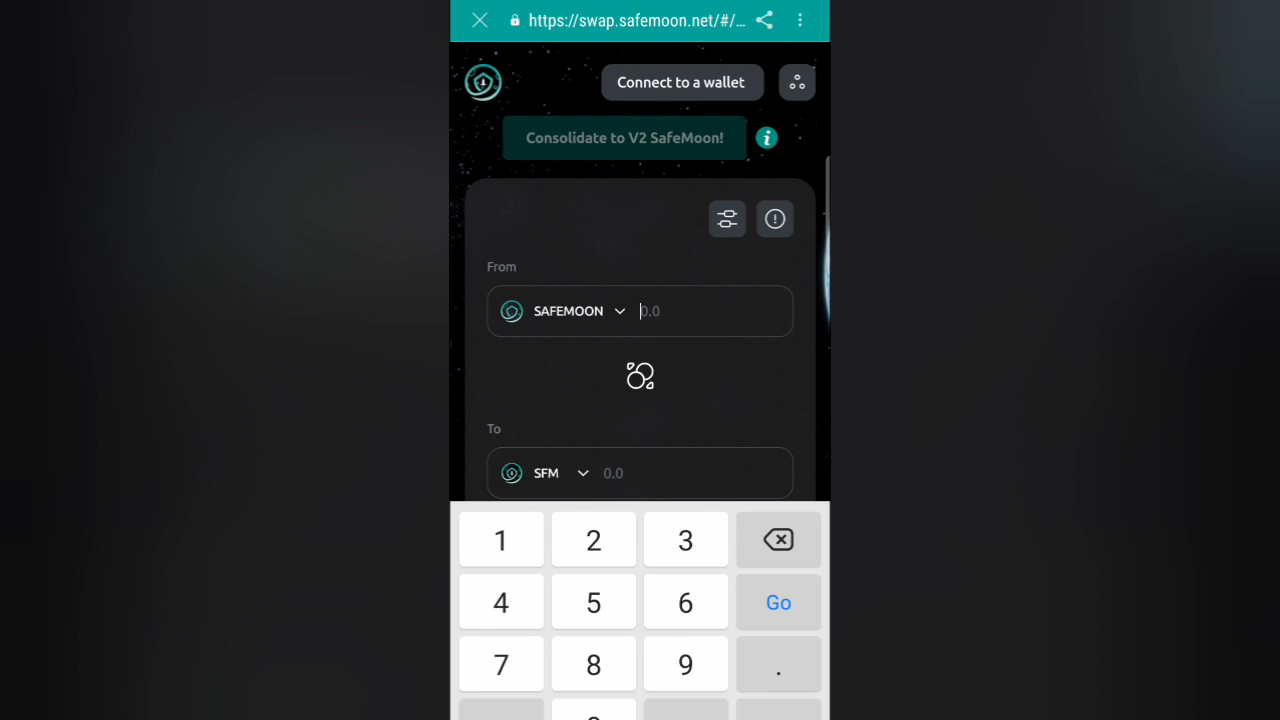 https://swap.safemoon.net/#/...
Connect to a wallet
Consolidate to V2 SafeMoon!
From
SAFEMOON 0.0
To
SFM 0.0
1 2 3
4 5 6 Go
7 8 9 .